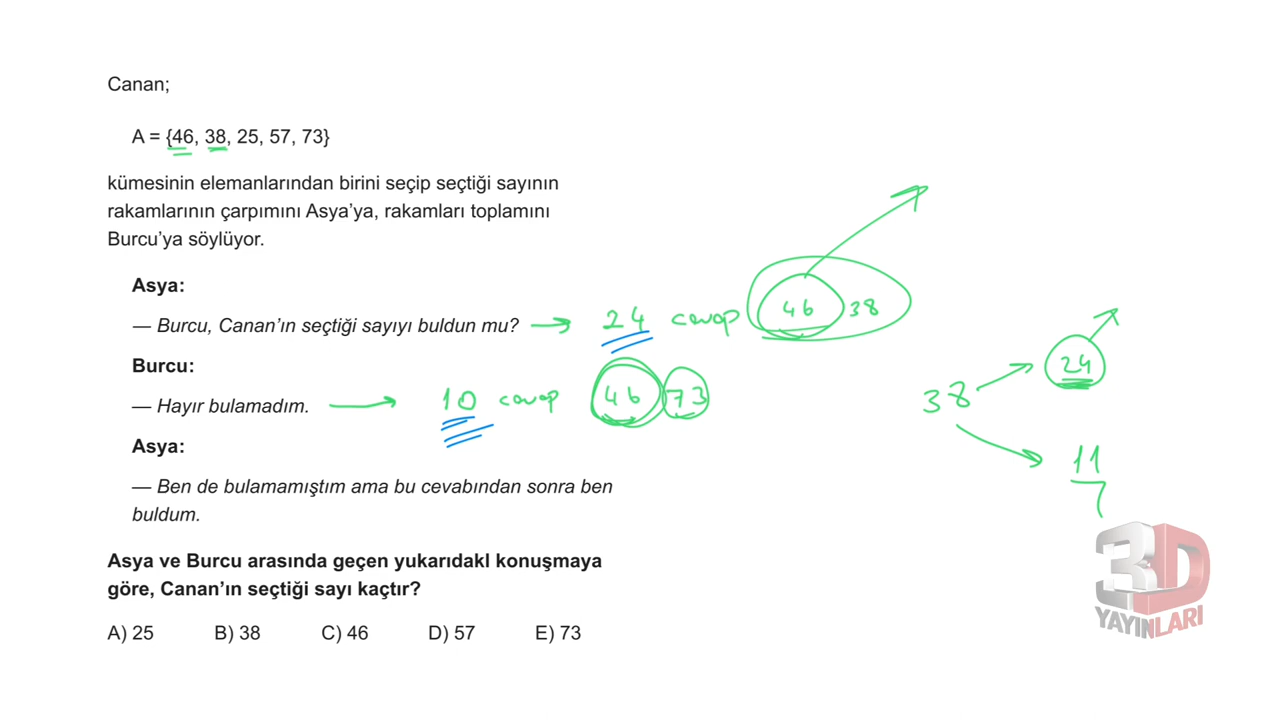 Canan;
A = {46, 38, 25, 57, 73}
kümesinin elemanlarından birini seçip seçtiği sayının
rakamlarının çarpımını Asya'ya, rakamları toplamını
Burcu'ya söylüyor.
Asya:
— Burcu, Canan'ın seçtiği sayıyı buldun mu? → 24 cevap 46 38
Burcu:
— Hayır bulamadım. → 10 cevap 46 73
38 → 24
→ 11
Asya:
— Ben de bulamamıştım ama bu cevabından sonra ben
buldum.
Asya ve Burcu arasında geçen yukarıdakl konuşmaya
göre, Canan'ın seçtiği sayı kaçtır?
A) 25 B) 38 C) 46 D) 57 E) 73
3D
YAYINLARI